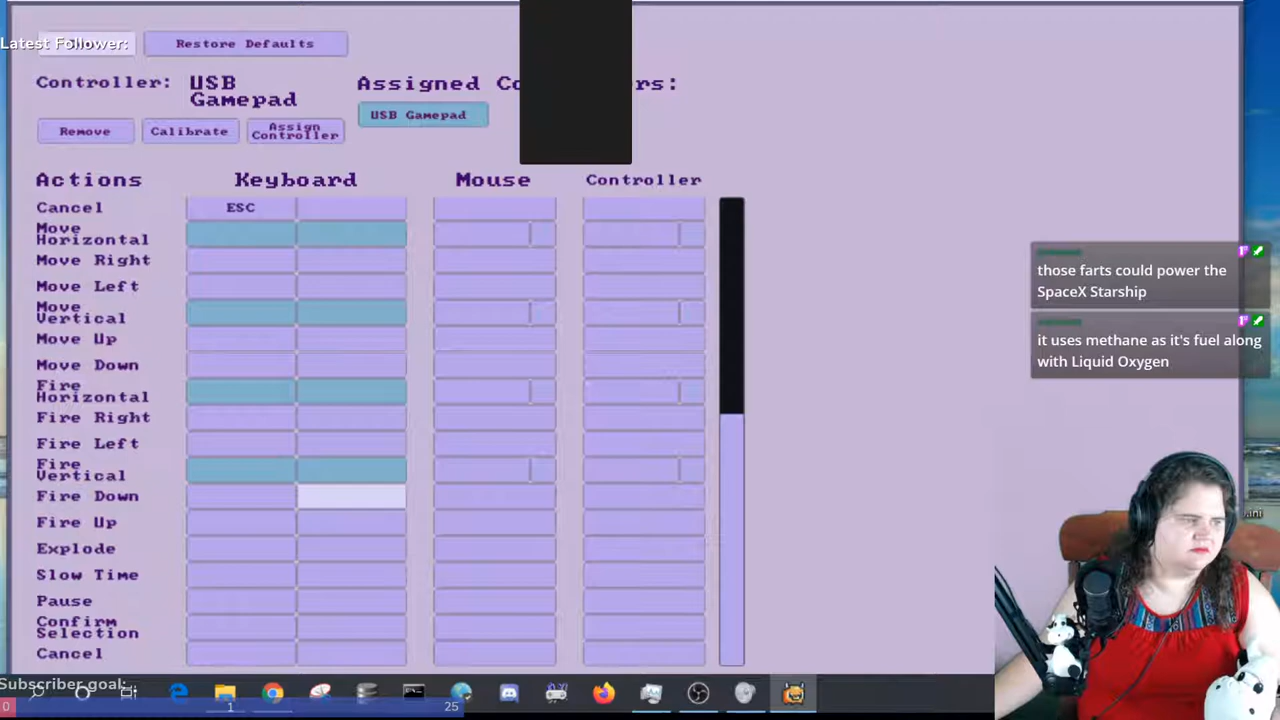 Latest Follower:
Restore Defaults
Controller: USB Gamepad
Assigned Co rs:
USB Gamepad
Remove
Calibrate
Assign Controller
Actions
Keyboard
Mouse
Controller
Cancel
ESC
Move Horizontal
Move Right
Move Left
Move Vertical
Move Up
Move Down
Fire Horizontal
Fire Right
Fire Left
Fire Vertical
Fire Down
Fire Up
Explode
Slow Time
Pause
Confirm Selection
Cancel
those farts could power the
SpaceX Starship
it uses methane as it's fuel along
with Liquid Oxygen
Subscriber goal:
0
1
25